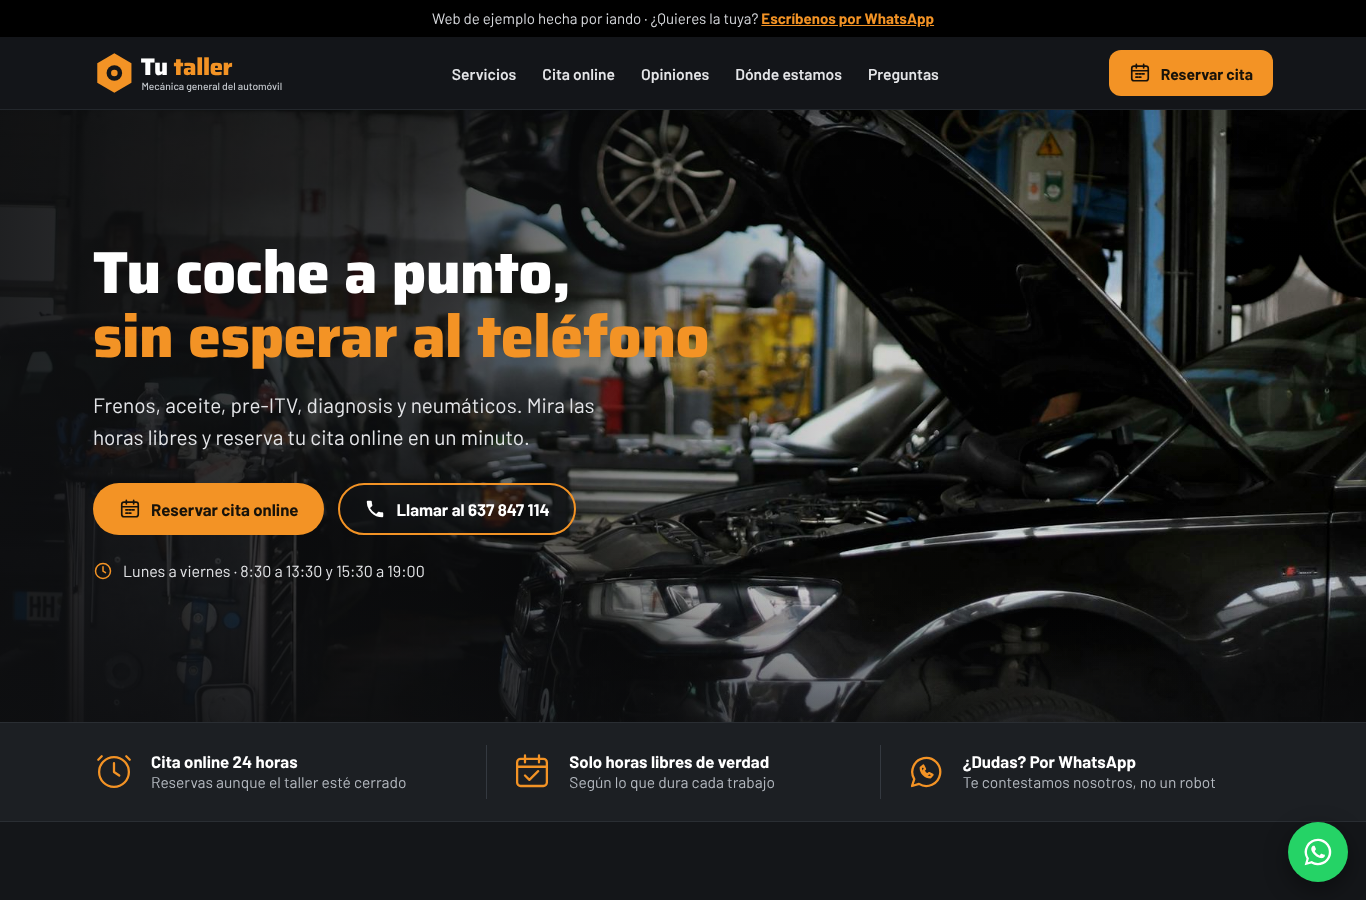 Web de ejemplo hecha por iando · ¿Quieres la tuya? Escríbenos por WhatsApp
Tu taller
Mecánica general del automóvil
Servicios
Cita online
Opiniones
Dónde estamos
Preguntas
Reservar cita
Tu coche a punto,
sin esperar al teléfono
Frenos, aceite, pre-ITV, diagnosis y neumáticos. Mira las
horas libres y reserva tu cita online en un minuto.
Reservar cita online
Llamar al 637 847 114
Lunes a viernes · 8:30 a 13:30 y 15:30 a 19:00
HH
Cita online 24 horas
Reservas aunque el taller esté cerrado
Solo horas libres de verdad
Según lo que dura cada trabajo
¿Dudas? Por WhatsApp
Te contestamos nosotros, no un robot